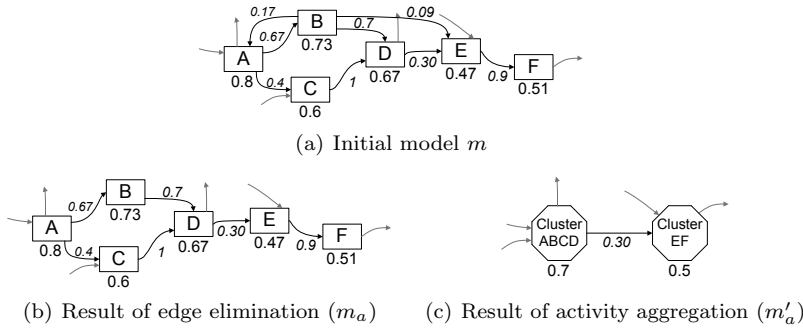 0.17
B
0.09
0.67
0.7
0.73
A
D
E
0.30
0.8
0.4
C
1
0.67
0.47
0.9
F
0.6
0.51
(a) Initial model m
B
0.7
0.67
0.73
A
D
E
0.30
0.8
0.4
C
1
0.67
0.47
0.9
F
0.6
0.51
(b) Result of edge elimination (mₐ)
Cluster
ABCD
0.30
Cluster
EF
0.7
0.5
(c) Result of activity aggregation (m′ₐ)